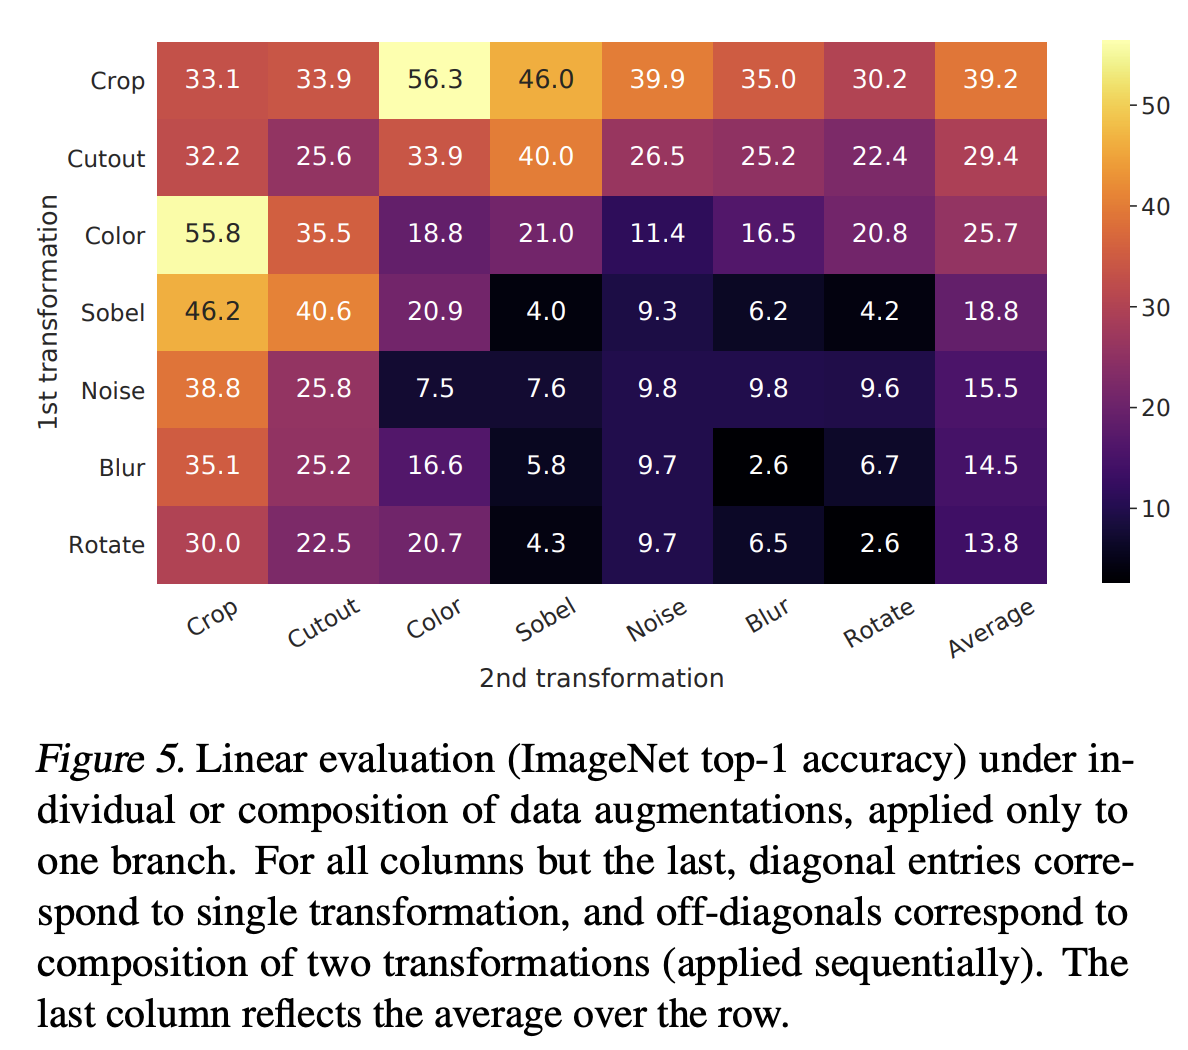 Crop 33.1 33.9 56.3 46.0 39.9 35.0 30.2 39.2
Cutout 32.2 25.6 33.9 40.0 26.5 25.2 22.4 29.4
Color 55.8 35.5 18.8 21.0 11.4 16.5 20.8 25.7
Sobel 46.2 40.6 20.9 4.0 9.3 6.2 4.2 18.8
Noise 38.8 25.8 7.5 7.6 9.8 9.8 9.6 15.5
Blur 35.1 25.2 16.6 5.8 9.7 2.6 6.7 14.5
Rotate 30.0 22.5 20.7 4.3 9.7 6.5 2.6 13.8
1st transformation
Crop Cutout Color Sobel Noise Blur Rotate Average
2nd transformation
50
40
30
20
10
Figure 5. Linear evaluation (ImageNet top-1 accuracy) under in-
dividual or composition of data augmentations, applied only to
one branch. For all columns but the last, diagonal entries corre-
spond to single transformation, and off-diagonals correspond to
composition of two transformations (applied sequentially). The
last column reflects the average over the row.